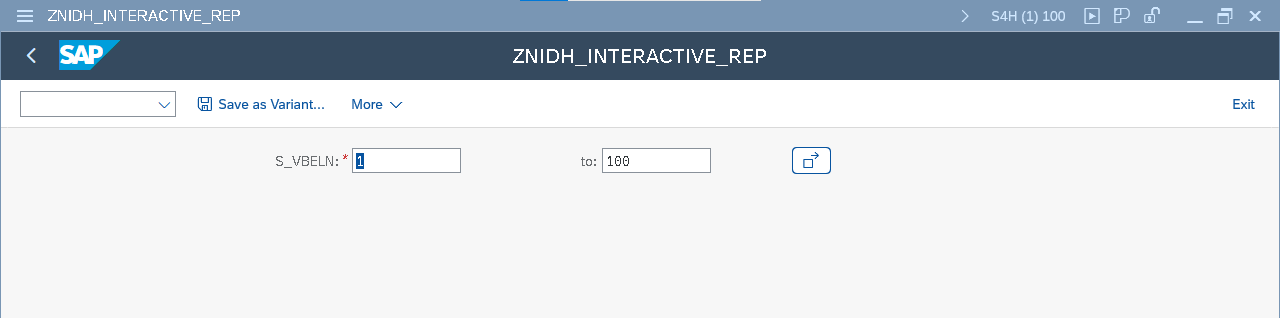 ZNIDH_INTERACTIVE_REP
S4H (1) 100
SAP
ZNIDH_INTERACTIVE_REP
Save as Variant...
More
Exit
S_VBELN: * 1 to: 100